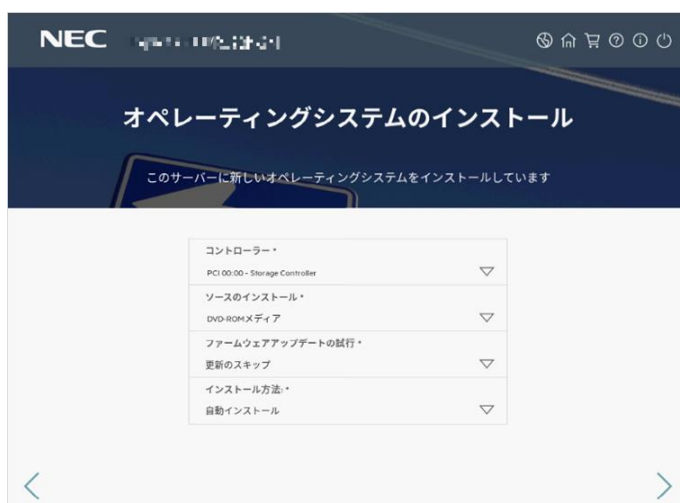 NEC
オペレーティングシステムのインストール
このサーバーに新しいオペレーティングシステムをインストールしています
コントローラー *
PCI 00:00 - Storage Controller
ソースのインストール *
DVD-ROMメディア
ファームウェアアップデートの試行 *
更新のスキップ
インストール方法: *
自動インストール